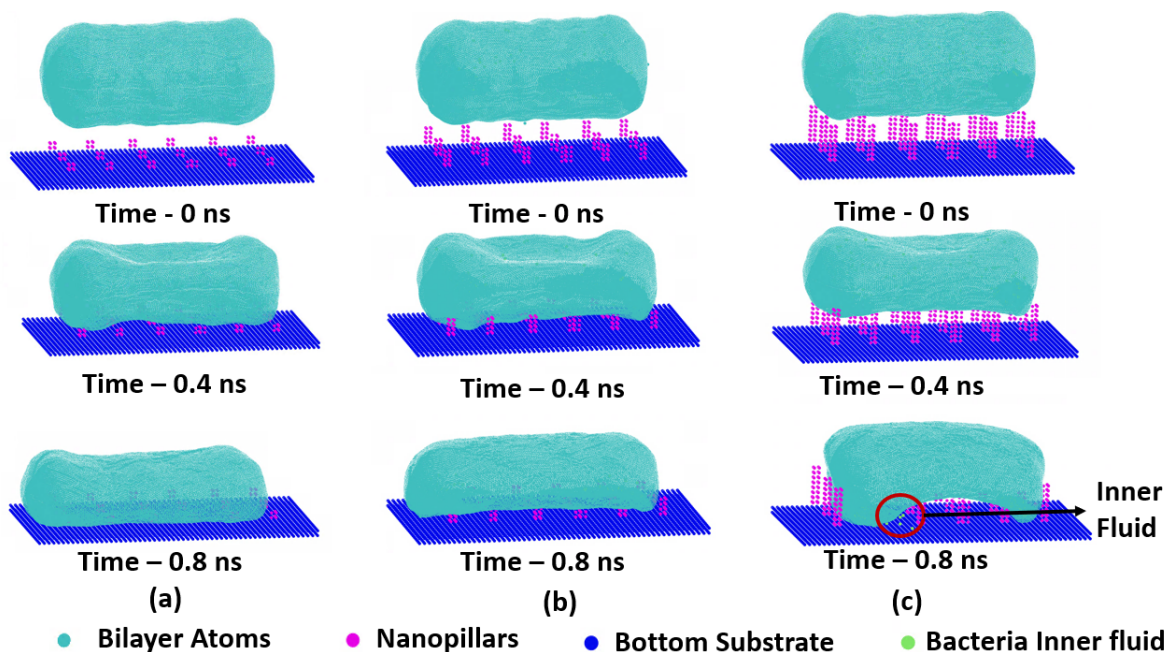 Time - 0 ns
Time - 0 ns
Time - 0 ns
Time – 0.4 ns
Time – 0.4 ns
Time – 0.4 ns
Inner
Fluid
Time – 0.8 ns
Time – 0.8 ns
Time – 0.8 ns
(a)
(b)
(c)
Bilayer Atoms
Nanopillars
Bottom Substrate
Bacteria Inner fluid